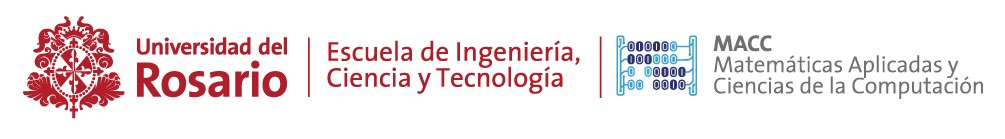 Universidad del
Rosario
Escuela de Ingeniería,
Ciencia y Tecnología
MACC
Matemáticas Aplicadas y
Ciencias de la Computación